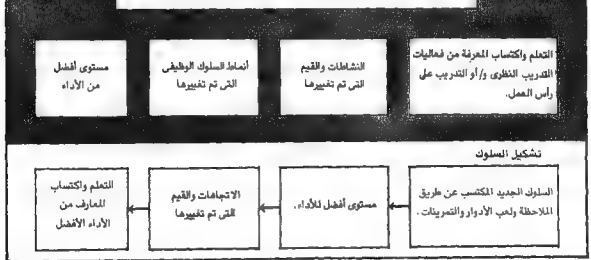 التعلم واكتساب المعرفة من فعاليات
التدريب النظرى و/أو التدريب على
رأس العمل.
النشاطات والقيم
التى تم تغييرها
أنماط السلوك الوظيفى
التى تم تغييرها
مستوى أفضل
من الأداء
تشكيل السلوك
السلوك الجديد المكتسب عن طريق
الملاحظة ولعب الأدوار والتمرينات .
مستوى أفضل للأداء.
الاتجاهات والقيم
التى تم تغييرها
التعلم واكتساب
المعارف من
الأداء الأفضل